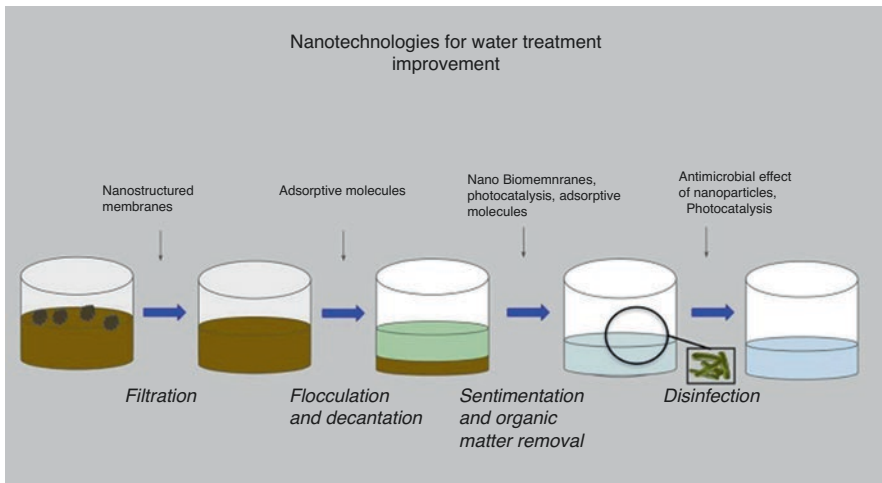 Nanotechnologies for water treatment
improvement
Nanostructured
membranes
Adsorptive molecules
Nano Biomemnranes,
photocatalysis, adsorptive
molecules
Antimicrobial effect
of nanoparticles,
Photocatalysis
Filtration
Flocculation
and decantation
Sentimentation
and organic
matter removal
Disinfection